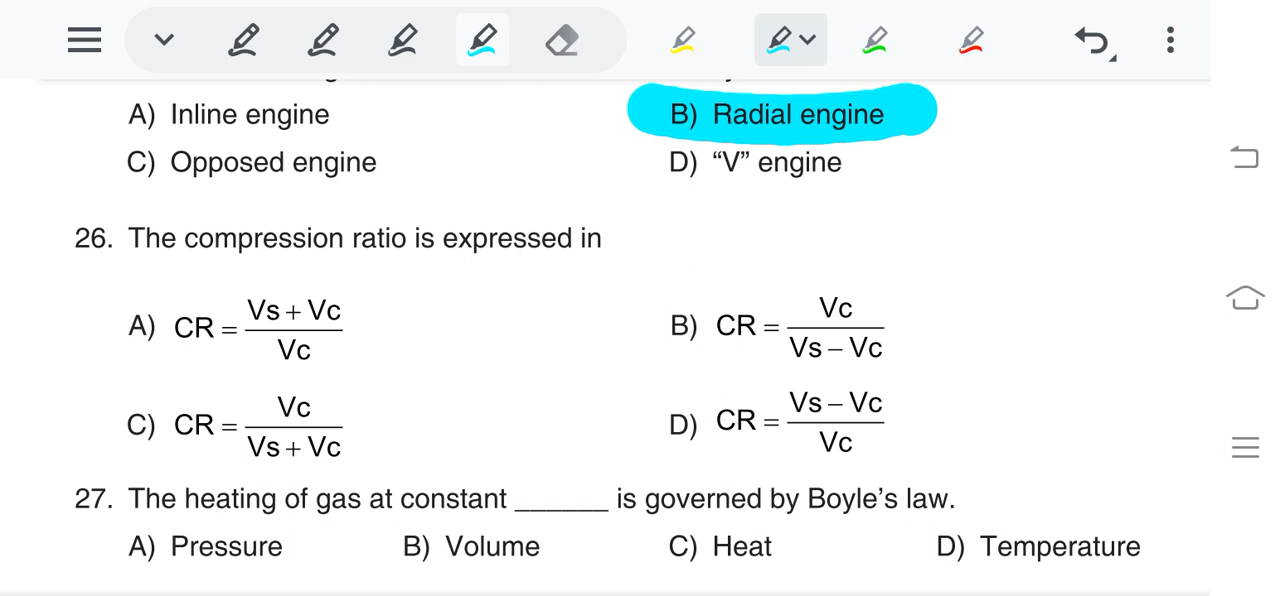 A) Inline engine B) Radial engine
C) Opposed engine D) “V” engine
26. The compression ratio is expressed in
A) CR = Vs + Vc / Vc B) CR = Vc / Vs – Vc
C) CR = Vc / Vs + Vc D) CR = Vs – Vc / Vc
27. The heating of gas at constant ______ is governed by Boyle’s law.
A) Pressure B) Volume C) Heat D) Temperature